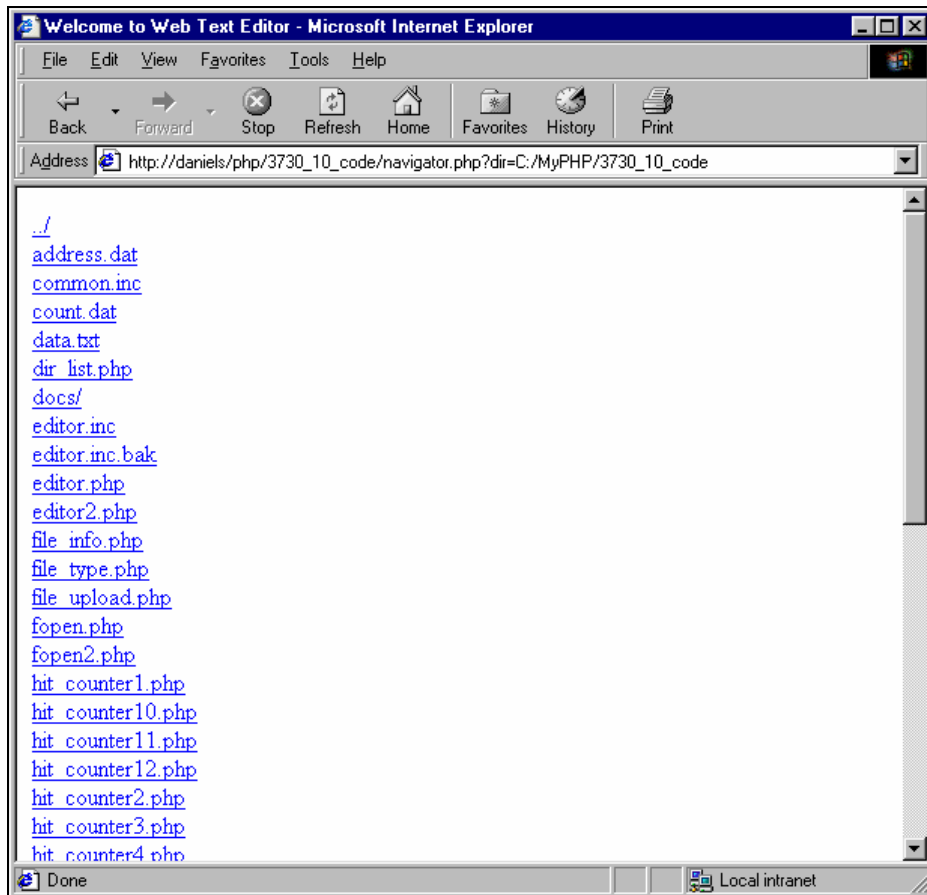 Welcome to Web Text Editor - Microsoft Internet Explorer
File Edit View Favorites Tools Help
Back Forward Stop Refresh Home Favorites History Print
Address http://daniels/php/3730_10_code/navigator.php?dir=C:/MyPHP/3730_10_code
../
address.dat
common.inc
count.dat
data.txt
dir_list.php
docs/
editor.inc
editor.inc.bak
editor.php
editor2.php
file_info.php
file_type.php
file_upload.php
fopen.php
fopen2.php
hit_counter1.php
hit_counter10.php
hit_counter11.php
hit_counter12.php
hit_counter2.php
hit_counter3.php
hit_counter4.php
Done Local intranet